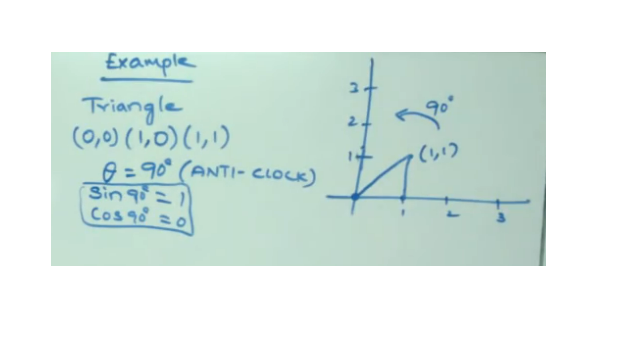 Example
Triangle
(0,0) (1,0) (1,1)
θ = 90° (ANTI-CLOCK)
Sin 90° = 1
Cos 90° = 0
3
2
1
90°
(1,1)
1 2 3